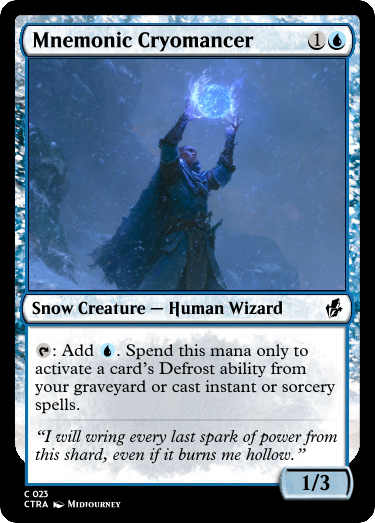 Mnemonic Cryomancer 1
Snow Creature — Human Wizard
: Add . Spend this mana only to
activate a card's Defrost ability from
your graveyard or cast instant or sorcery
spells.
“I will wring every last spark of power from
this shard, even if it burns me hollow.”
1/3
C 023
CTRA Midjourney